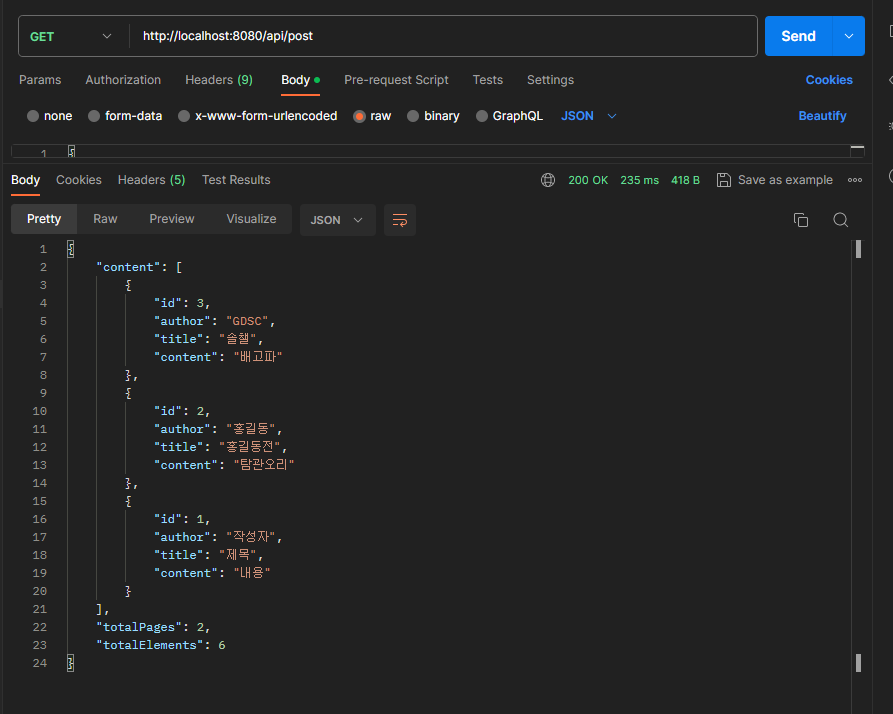 GET http://localhost:8080/api/post Send
Params Authorization Headers (9) Body Pre-request Script Tests Settings Cookies
none form-data x-www-form-urlencoded raw binary GraphQL JSON Beautify
1 {
Body Cookies Headers (5) Test Results 200 OK 235 ms 418 B Save as example
Pretty Raw Preview Visualize JSON
1 {
2 "content": [
3 {
4 "id": 3,
5 "author": "GDSC",
6 "title": "솔챌",
7 "content": "배고파"
8 },
9 {
10 "id": 2,
11 "author": "홍길동",
12 "title": "홍길동전",
13 "content": "탐관오리"
14 },
15 {
16 "id": 1,
17 "author": "작성자",
18 "title": "제목",
19 "content": "내용"
20 }
21 ],
22 "totalPages": 2,
23 "totalElements": 6
24 }